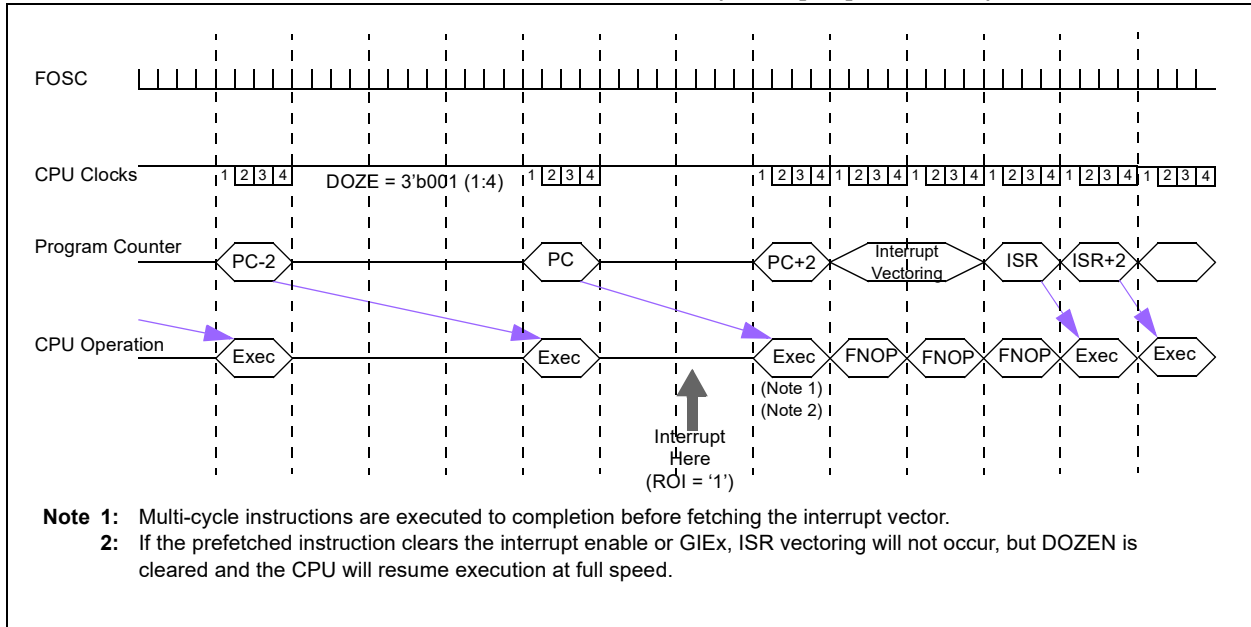 FOSC
CPU Clocks
1 2 3 4 DOZE = 3'b001 (1:4) 1 2 3 4 1 2 3 4 1 2 3 4 1 2 3 4 1 2 3 4 1 2 3 4 1 2 3 4
Program Counter
PC-2 PC PC+2 Interrupt Vectoring ISR ISR+2
CPU Operation
Exec Exec Exec FNOP FNOP FNOP Exec Exec
(Note 1)
(Note 2)
Interrupt
Here
(ROI = ‘1’)
Note 1: Multi-cycle instructions are executed to completion before fetching the interrupt vector.
2: If the prefetched instruction clears the interrupt enable or GIEx, ISR vectoring will not occur, but DOZEN is
cleared and the CPU will resume execution at full speed.